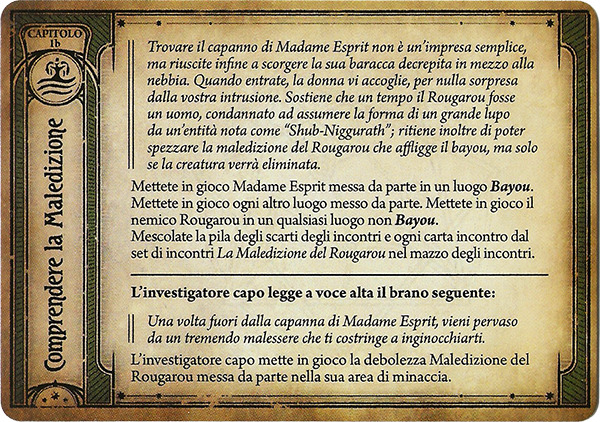 CAPITOLO
1b
Comprendere la Maledizione
Trovare il capanno di Madame Esprit non è un'impresa semplice,
ma riuscite infine a scorgere la sua baracca decrepita in mezzo alla
nebbia. Quando entrate, la donna vi accoglie, per nulla sorpresa
dalla vostra intrusione. Sostiene che un tempo il Rougarou fosse
un uomo, condannato ad assumere la forma di un grande lupo
da un'entità nota come “Shub-Niggurath”; ritiene inoltre di poter
spezzare la maledizione del Rougarou che affligge il bayou, ma solo
se la creatura verrà eliminata.
Mettete in gioco Madame Esprit messa da parte in un luogo Bayou.
Mettete in gioco ogni altro luogo messo da parte. Mettete in gioco il
nemico Rougarou in un qualsiasi luogo non Bayou.
Mescolate la pila degli scarti degli incontri e ogni carta incontro dal
set di incontri La Maledizione del Rougarou nel mazzo degli incontri.
L'investigatore capo legge a voce alta il brano seguente:
Una volta fuori dalla capanna di Madame Esprit, vieni pervaso
da un tremendo malessere che ti costringe a inginocchiarti.
L'investigatore capo mette in gioco la debolezza Maledizione del
Rougarou messa da parte nella sua area di minaccia.